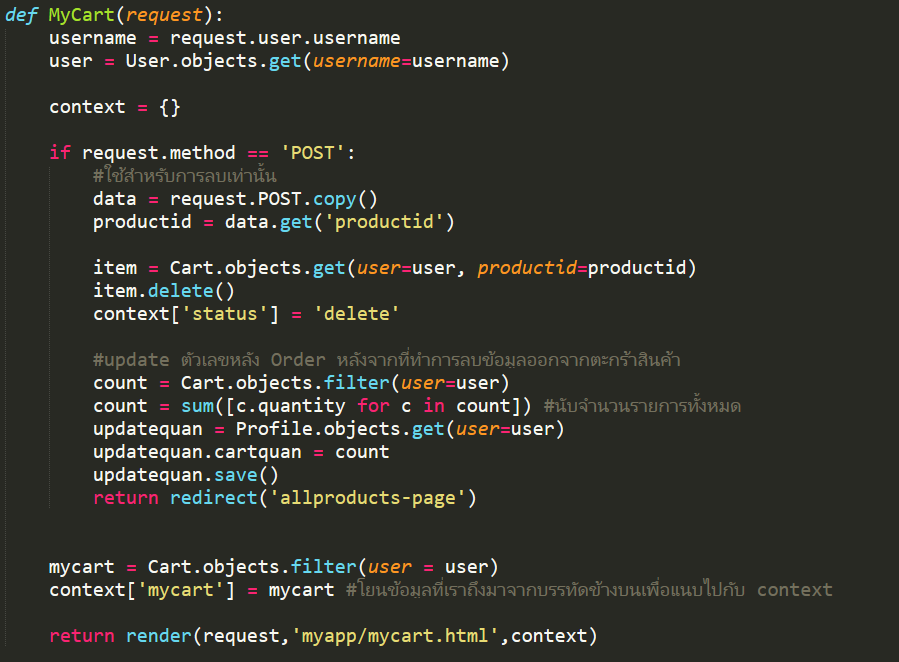 def MyCart(request):
    username = request.user.username
    user = User.objects.get(username=username)

    context = {}

    if request.method == 'POST':
        #ใช้สำหรับการลบเท่านั้น
        data = request.POST.copy()
        productid = data.get('productid')

        item = Cart.objects.get(user=user, productid=productid)
        item.delete()
        context['status'] = 'delete'

        #update ตัวเลขหลัง Order หลังจากที่ทำการลบข้อมูลออกจากตะกร้าสินค้า
        count = Cart.objects.filter(user=user)
        count = sum([c.quantity for c in count]) #นับจำนวนรายการทั้งหมด
        updatequan = Profile.objects.get(user=user)
        updatequan.cartquan = count
        updatequan.save()
        return redirect('allproducts-page')

    mycart = Cart.objects.filter(user = user)
    context['mycart'] = mycart #โยนข้อมูลที่เราถึงมาจากบรรทัดข้างบนเพื่อแนบไปกับ context

    return render(request,'myapp/mycart.html',context)